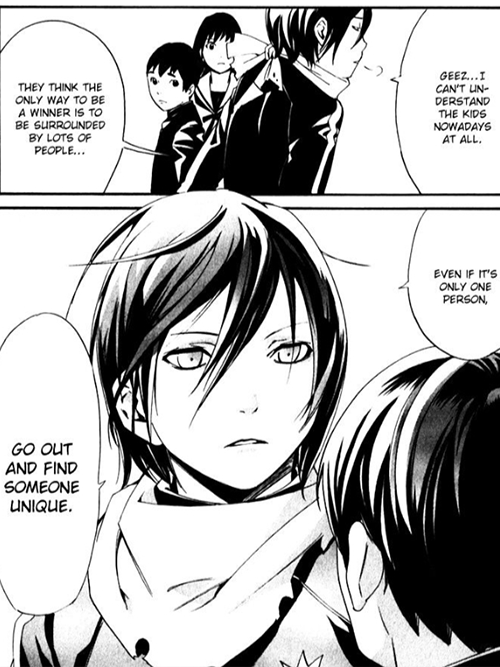 GEEZ...I
CAN'T UN-
DERSTAND
THE KIDS
NOWADAYS
AT ALL.
THEY THINK THE
ONLY WAY TO BE
A WINNER IS TO
BE SURROUNDED
BY LOTS OF
PEOPLE...
EVEN IF IT'S
ONLY ONE
PERSON,
GO OUT
AND FIND
SOMEONE
UNIQUE.